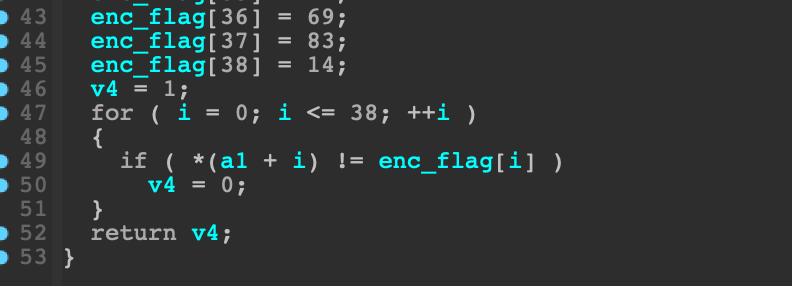 43 enc_flag[36] = 69;
44 enc_flag[37] = 83;
45 enc_flag[38] = 14;
46 v4 = 1;
47 for ( i = 0; i <= 38; ++i )
48 {
49 if ( *(a1 + i) != enc_flag[i] )
50 v4 = 0;
51 }
52 return v4;
53 }